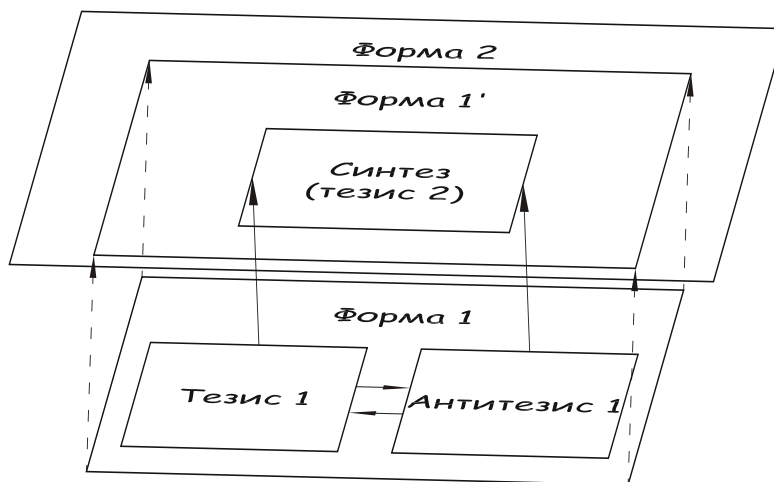 Форма 2
Форма 1'
Синтез
(тезис 2)
Форма 1
Тезис 1
Антитезис 1